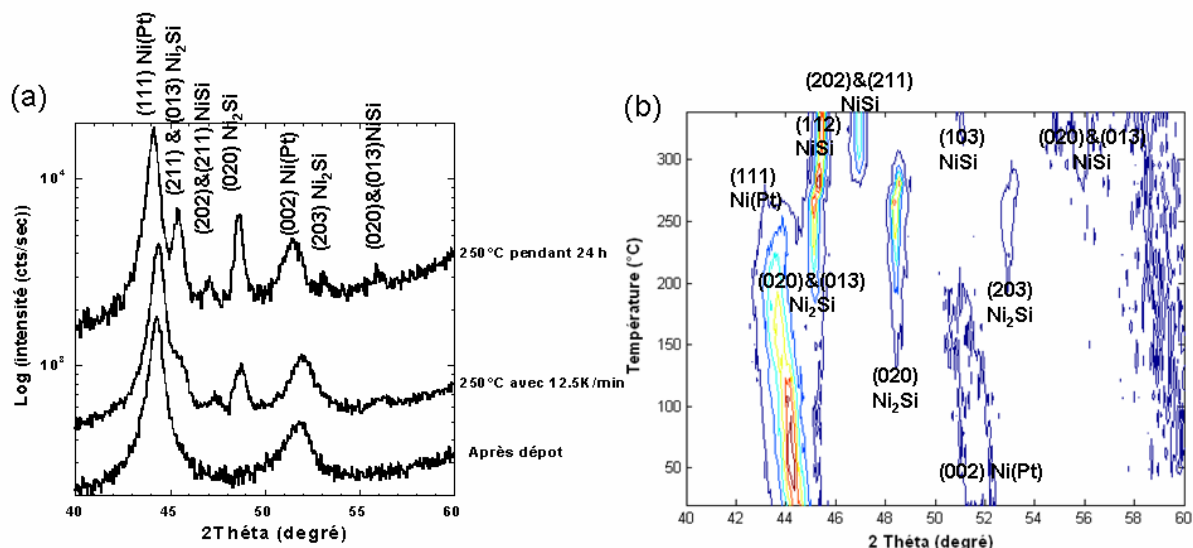 (a)
(111) Ni(Pt)
(211) & (013) Ni2Si
(202)&(211) NiSi
(020) Ni2Si
(002) Ni(Pt)
(203) Ni2Si
(020)&(013)NiSi
10^4
Log (intensité (cts/sec))
250°C pendant 24 h
250°C avec 12.5K/min
Après dépot
40 45 50 55 60
2Théta (degré)
(b)
(202)&(211)
NiSi
(112)
NiSi
(103)
NiSi
(020)&(013)
NiSi
(111)
Ni(Pt)
(020)&(013)
Ni2Si
(203)
Ni2Si
(020)
Ni2Si
(002) Ni(Pt)
Température (°C)
300
250
200
150
100
50
40 42 44 46 48 50 52 54 56 58 60
2 Théta (degré)